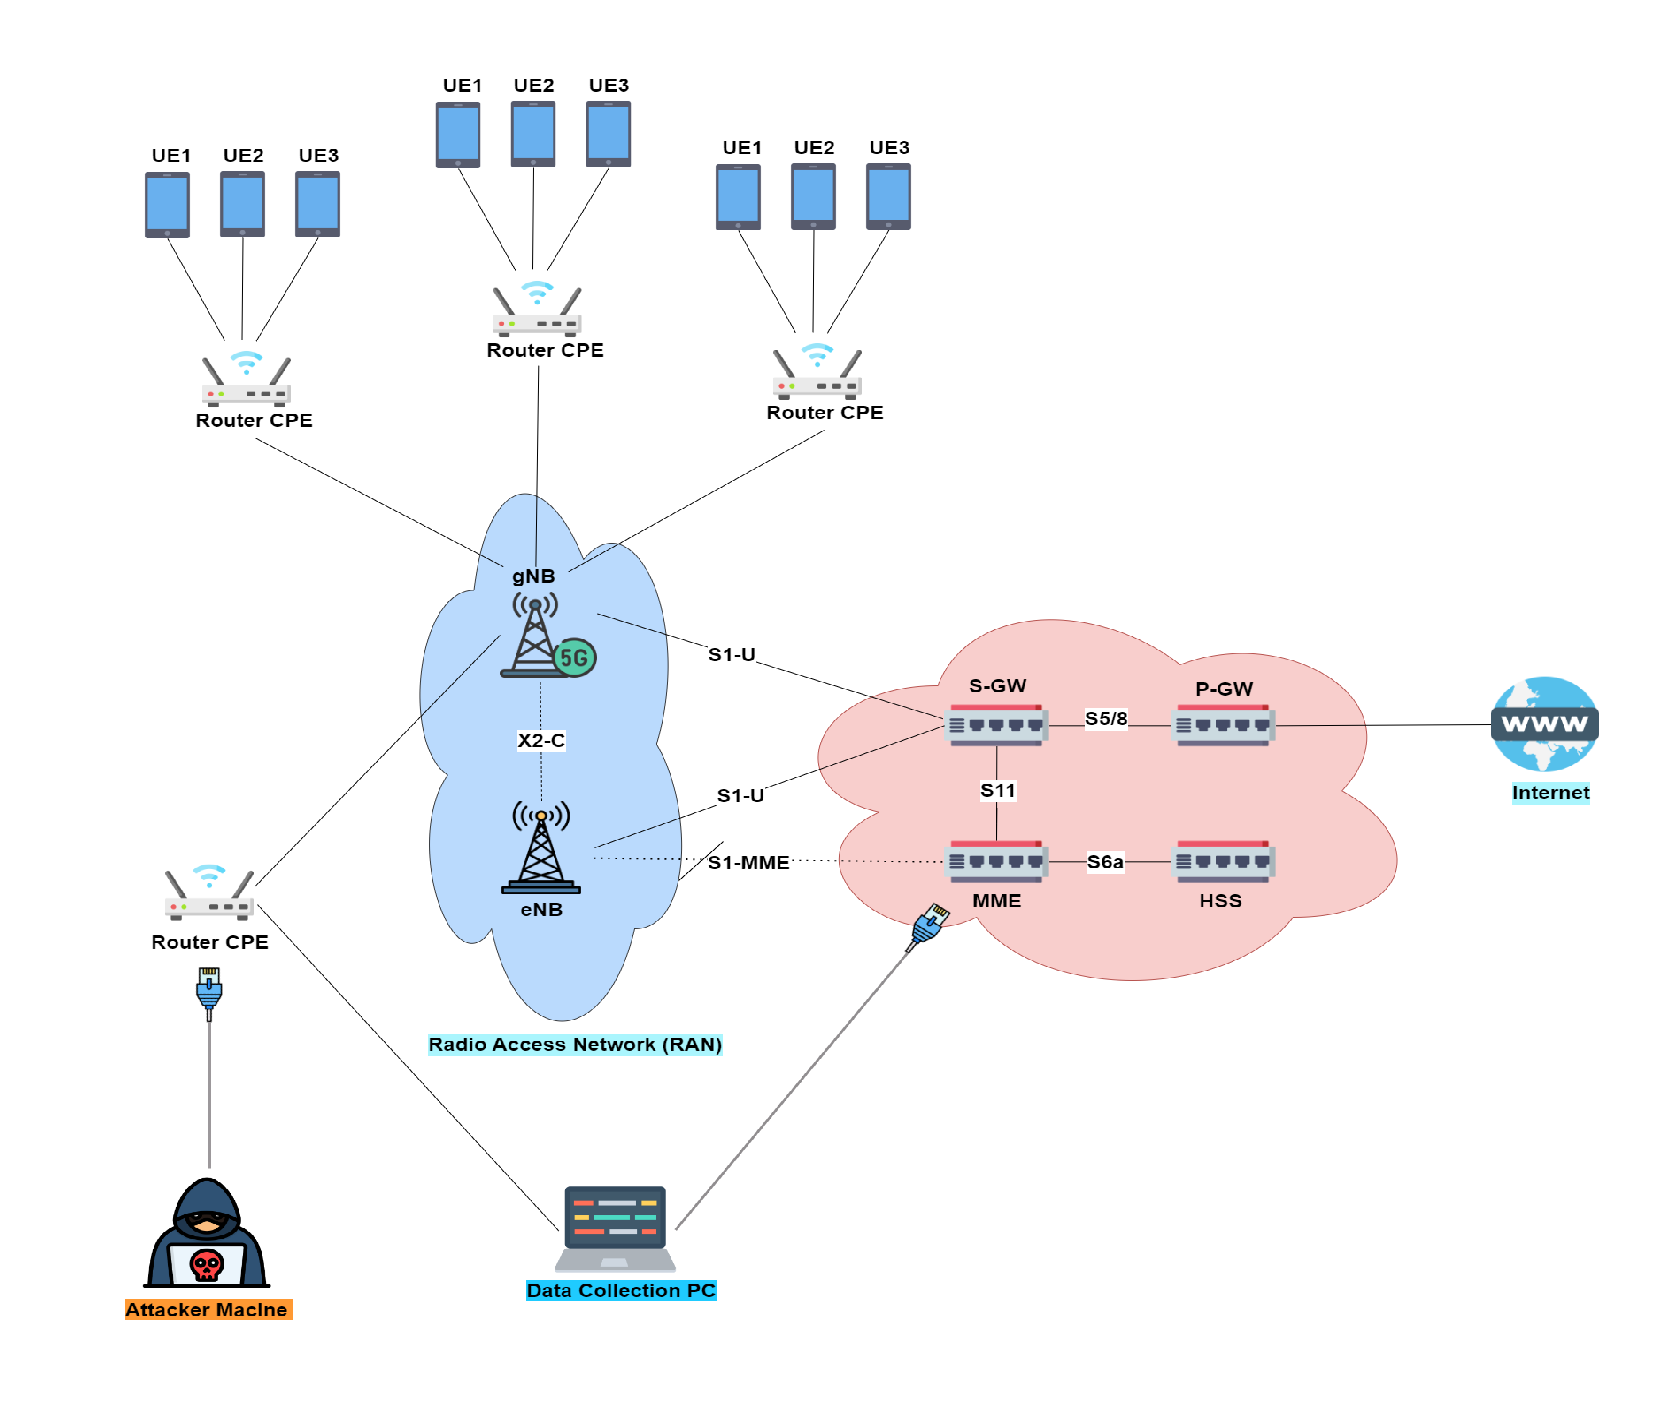 UE1 UE2 UE3
UE1 UE2 UE3
UE1 UE2 UE3
Router CPE
Router CPE
Router CPE
gNB
5G
S1-U
X2-C
S1-U
S1-MME
eNB
Radio Access Network (RAN)
S-GW
S5/8
P-GW
S11
MME
S6a
HSS
WWW
Internet
Router CPE
Attacker MacIne
Data Collection PC